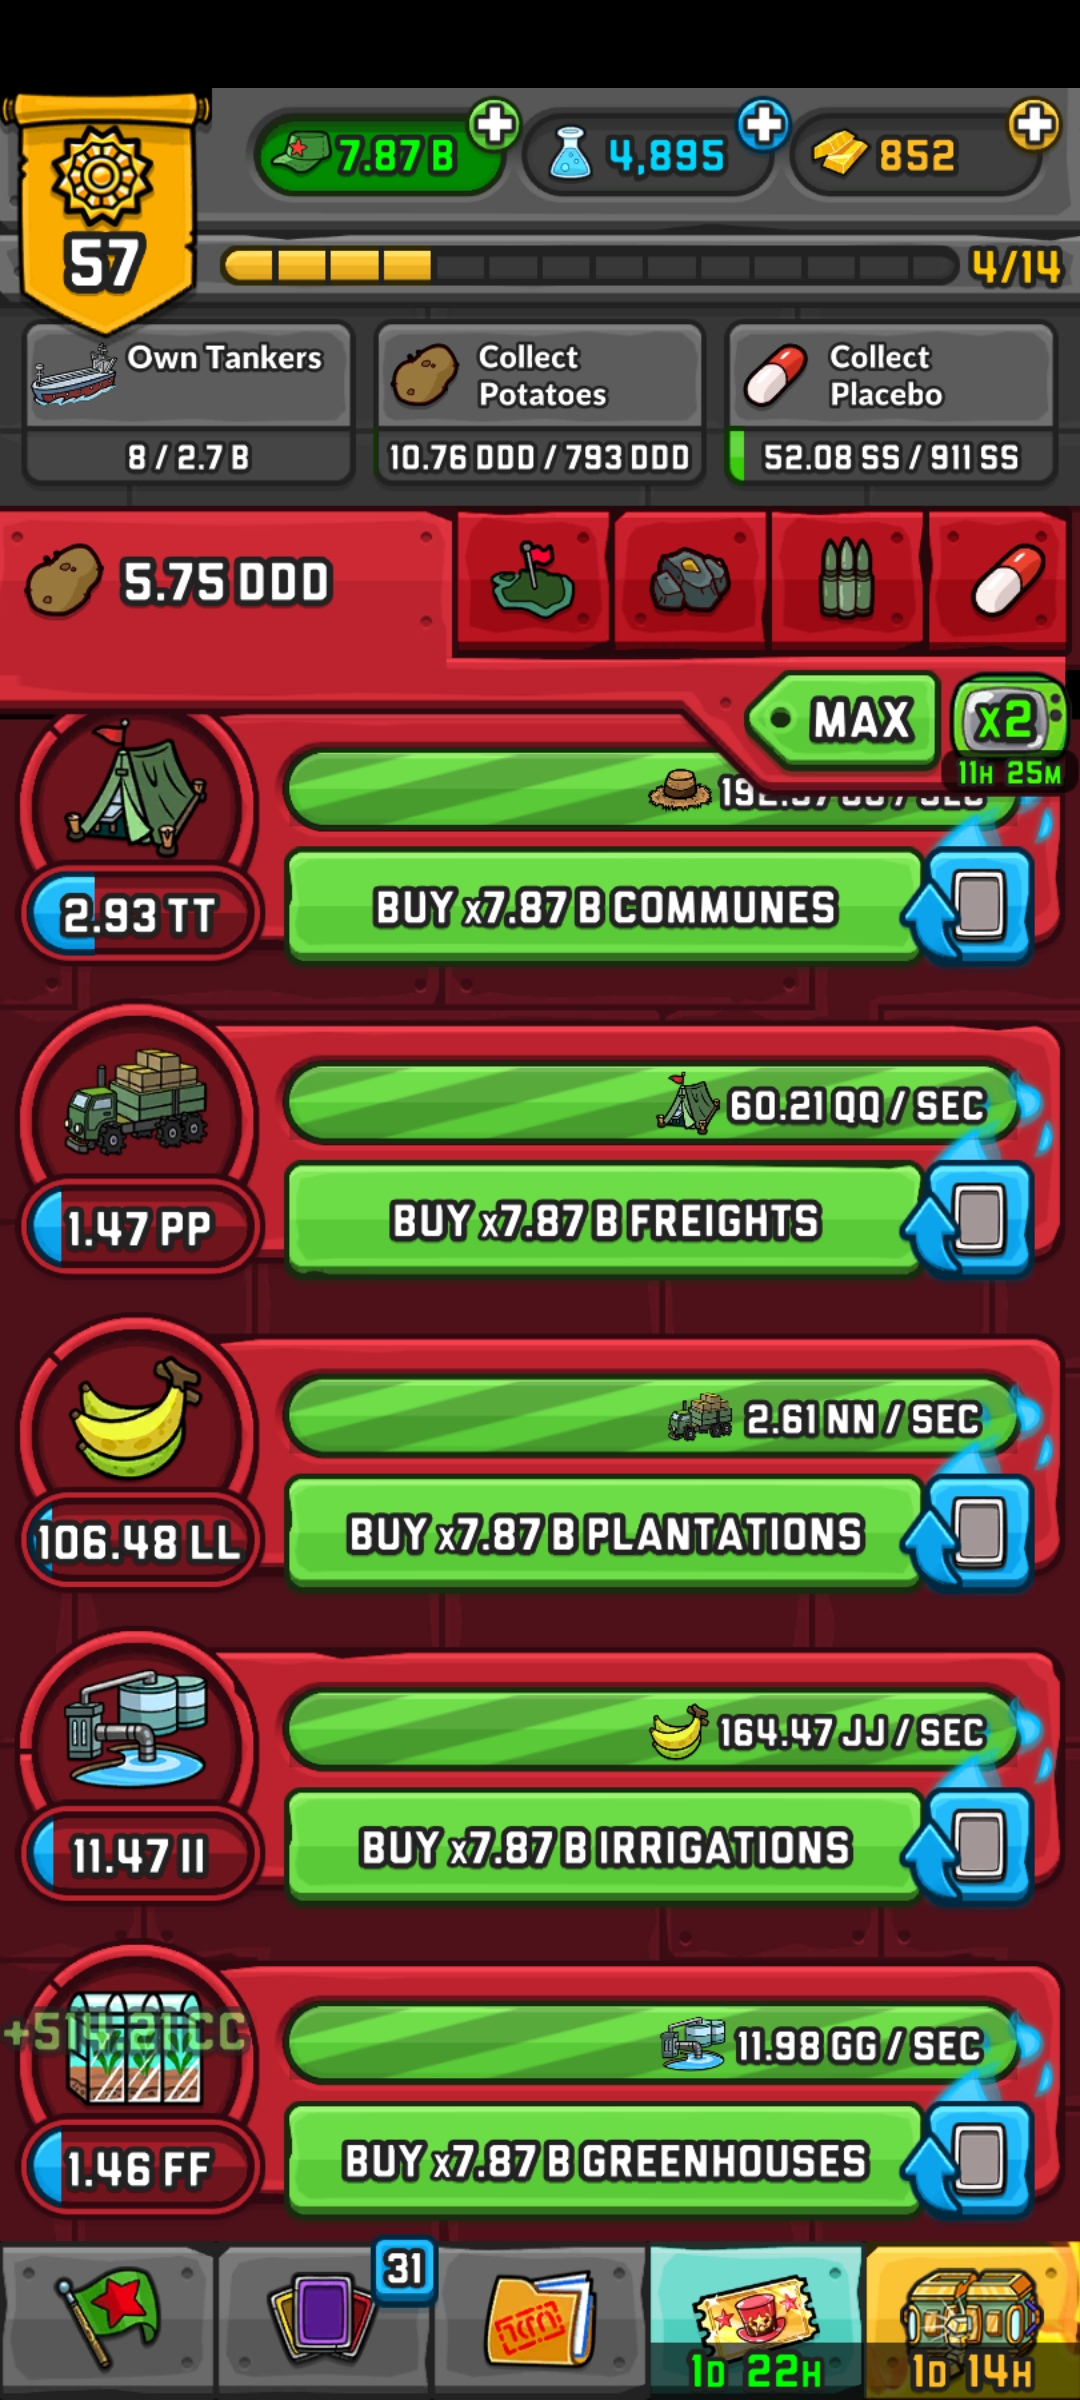 57
7.87 B
4,895
852
4/14
Own Tankers
8 / 2.7 B
Collect
Potatoes
10.76 DDD / 793 DDD
Collect
Placebo
52.08 SS / 911 SS
5.75 DDD
MAX
x2
11H 25M
2.93 TT
BUY x7.87 B COMMUNES
60.21 QQ / SEC
1.47 PP
BUY x7.87 B FREIGHTS
2.61 NN / SEC
106.48 LL
BUY x7.87 B PLANTATIONS
164.47 JJ / SEC
11.47 II
BUY x7.87 B IRRIGATIONS
+514.21 CC
11.98 GG / SEC
1.46 FF
BUY x7.87 B GREENHOUSES
31
1D 22H
1D 14H